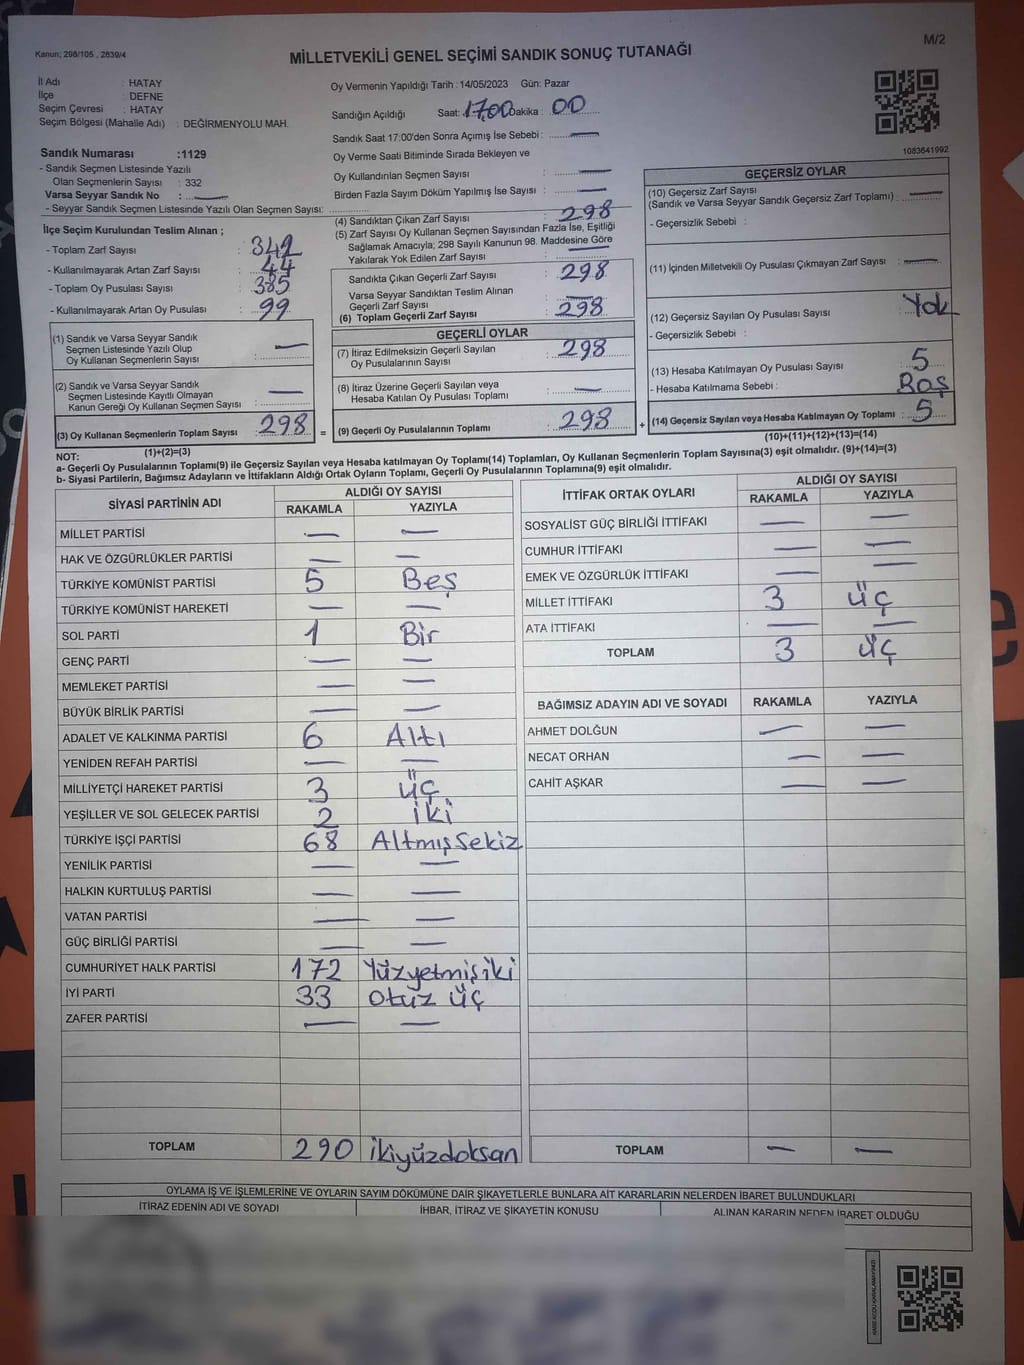 Kanun; 298/105 , 2839/4
M/2
MİLLETVEKİLİ GENEL SEÇİMİ SANDIK SONUÇ TUTANAĞI
İl Adı : HATAY
İlçe : DEFNE
Seçim Çevresi : HATAY
Seçim Bölgesi (Mahalle Adı) : DEĞİRMENYOLU MAH.
Sandık Numarası :1129
- Sandık Seçmen Listesinde Yazılı
Olan Seçmenlerin Sayısı : 332
Varsa Seyyar Sandık No : —
- Seyyar Sandık Seçmen Listesinde Yazılı Olan Seçmen Sayısı:
Oy Vermenin Yapıldığı Tarih : 14/05/2023 Gün: Pazar
Sandığın Açıldığı Saat: 17.00 Dakika : 00
Sandık Saat 17:00'den Sonra Açımış İse Sebebi : —
Oy Verme Saati Bitiminde Sırada Bekleyen ve
Oy Kullandırılan Seçmen Sayısı : —
Birden Fazla Sayım Döküm Yapılmış İse Sayısı : —
1083641992
İlçe Seçim Kurulundan Teslim Alınan ;
- Toplam Zarf Sayısı : 342
- Kullanılmayarak Artan Zarf Sayısı : 44
- Toplam Oy Pusulası Sayısı : 385
- Kullanılmayarak Artan Oy Pusulası : 99
(1) Sandık ve Varsa Seyyar Sandık
Seçmen Listesinde Yazılı Olup
Oy Kullanan Seçmenlerin Sayısı : —
(2) Sandık ve Varsa Seyyar Sandık
Seçmen Listesinde Kayıtlı Olmayan
Kanun Gereği Oy Kullanan Seçmen Sayısı : —
(3) Oy Kullanan Seçmenlerin Toplam Sayısı : 298
(1)+(2)=(3)
(4) Sandıktan Çıkan Zarf Sayısı : 298
(5) Zarf Sayısı Oy Kullanan Seçmen Sayısından Fazla İse, Eşitliği
Sağlamak Amacıyla; 298 Sayılı Kanunun 98. Maddesine Göre
Yakılarak Yok Edilen Zarf Sayısı : —
Sandıkta Çıkan Geçerli Zarf Sayısı : 298
Varsa Seyyar Sandıktan Teslim Alınan
Geçerli Zarf Sayısı : —
(6) Toplam Geçerli Zarf Sayısı : 298
GEÇERLİ OYLAR
(7) İtiraz Edilmeksizin Geçerli Sayılan
Oy Pusulalarının Sayısı : 298
(8) İtiraz Üzerine Geçerli Sayılan veya
Hesaba Katılan Oy Pusulası Toplamı : —
= (9) Geçerli Oy Pusulalarının Toplamı : 298
GEÇERSİZ OYLAR
(10) Geçersiz Zarf Sayısı
(Sandık ve Varsa Seyyar Sandık Geçersiz Zarf Toplamı) : —
- Geçersizlik Sebebi :
(11) İçinden Milletvekili Oy Pusulası Çıkmayan Zarf Sayısı : —
(12) Geçersiz Sayılan Oy Pusulası Sayısı : Yok
- Geçersizlik Sebebi :
(13) Hesaba Katılmayan Oy Pusulası Sayısı : 5
- Hesaba Katılmama Sebebi : Boş
+ (14) Geçersiz Sayılan veya Hesaba Katılmayan Oy Toplamı : 5
(10)+(11)+(12)+(13)=(14)
NOT:
a- Geçerli Oy Pusulalarının Toplamı(9) ile Geçersiz Sayılan veya Hesaba katılmayan Oy Toplamı(14) Toplamları, Oy Kullanan Seçmenlerin Toplam Sayısına(3) eşit olmalıdır. (9)+(14)=(3)
b- Siyasi Partilerin, Bağımsız Adayların ve İttifakların Aldığı Ortak Oyların Toplamı, Geçerli Oy Pusulalarının Toplamına(9) eşit olmalıdır.
SİYASİ PARTİNİN ADI ALDIĞI OY SAYISI
RAKAMLA YAZIYLA
MİLLET PARTİSİ — —
HAK VE ÖZGÜRLÜKLER PARTİSİ — —
TÜRKİYE KOMÜNİST PARTİSİ 5 Beş
TÜRKİYE KOMÜNİST HAREKETİ — —
SOL PARTİ 1 Bir
GENÇ PARTİ — —
MEMLEKET PARTİSİ — —
BÜYÜK BİRLİK PARTİSİ — —
ADALET VE KALKINMA PARTİSİ 6 Altı
YENİDEN REFAH PARTİSİ — —
MİLLİYETÇİ HAREKET PARTİSİ 3 üç
YEŞİLLER VE SOL GELECEK PARTİSİ 2 iki
TÜRKİYE İŞÇİ PARTİSİ 68 AltmışSekiz
YENİLİK PARTİSİ — —
HALKIN KURTULUŞ PARTİSİ — —
VATAN PARTİSİ — —
GÜÇ BİRLİĞİ PARTİSİ — —
CUMHURİYET HALK PARTİSİ 172 Yüzyetmişiki
İYİ PARTİ 33 Otuz üç
ZAFER PARTİSİ — —
TOPLAM 290 ikiyüzdoksan
İTTİFAK ORTAK OYLARI ALDIĞI OY SAYISI
RAKAMLA YAZIYLA
SOSYALİST GÜÇ BİRLİĞİ İTTİFAKI — —
CUMHUR İTTİFAKI — —
EMEK VE ÖZGÜRLÜK İTTİFAKI — —
MİLLET İTTİFAKI 3 üç
ATA İTTİFAKI — —
TOPLAM 3 üç
BAĞIMSIZ ADAYIN ADI VE SOYADI RAKAMLA YAZIYLA
AHMET DOLĞUN — —
NECAT ORHAN — —
CAHİT AŞKAR — —
TOPLAM — —
OYLAMA İŞ VE İŞLEMLERİNE VE OYLARIN SAYIM DÖKÜMÜNE DAİR ŞİKAYETLERLE BUNLARA AİT KARARLARIN NELERDEN İBARET BULUNDUKLARI
İTİRAZ EDENİN ADI VE SOYADI İHBAR, İTİRAZ VE ŞİKAYETİN KONUSU ALINAN KARARIN NEDEN İBARET OLDUĞU